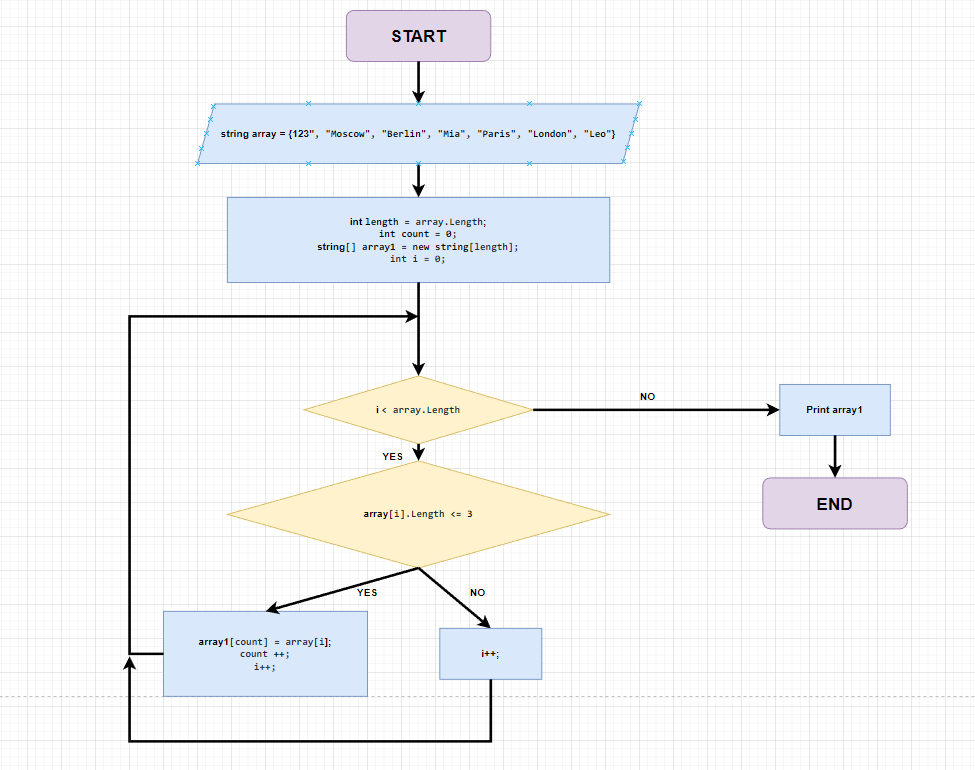 START
string array = {123", "Moscow", "Berlin", "Mia", "Paris", "London", "Leo"}
int length = array.Length;
int count = 0;
string[] array1 = new string[length];
int i = 0;
i < array.Length
NO
Print array1
YES
END
array[i].Length <= 3
YES
NO
array1[count] = array[i];
count ++;
i++;
i++;